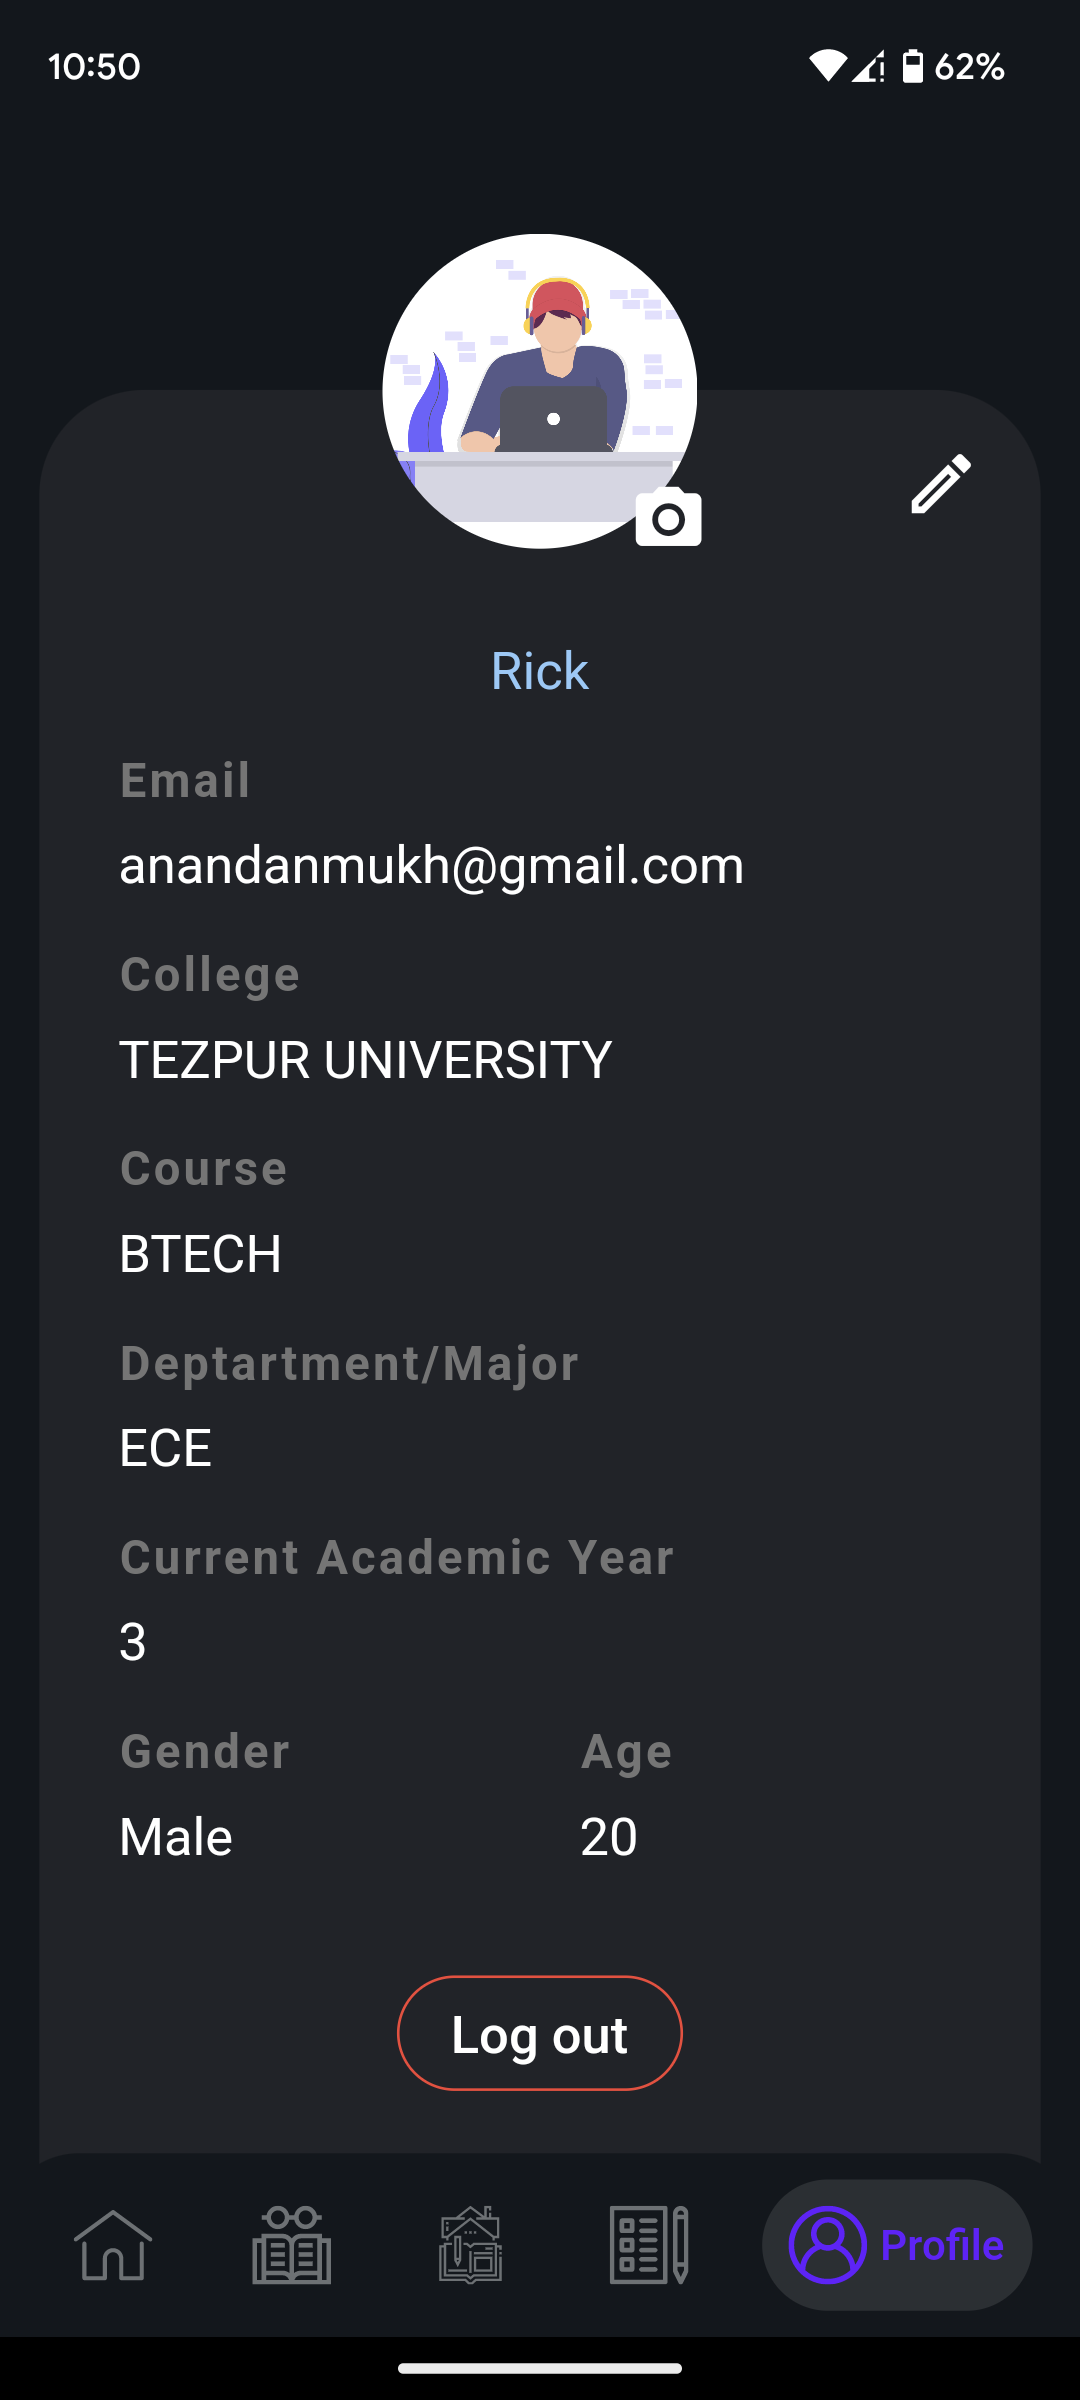 10:50 62%
Rick
Email
anandanmukh@gmail.com
College
TEZPUR UNIVERSITY
Course
BTECH
Deptartment/Major
ECE
Current Academic Year
3
Gender Age
Male 20
Log out
Profile